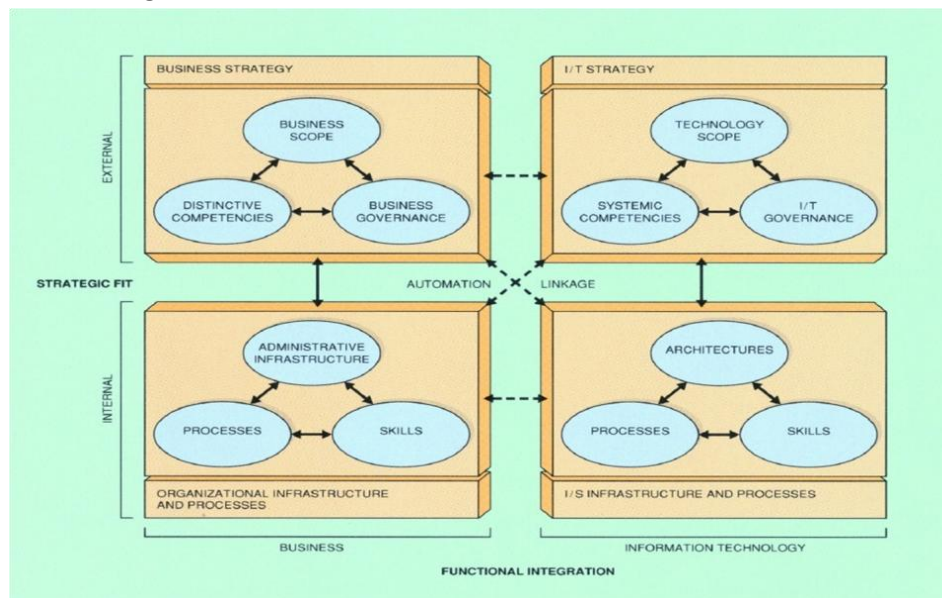 BUSINESS STRATEGY
I/T STRATEGY
EXTERNAL
BUSINESS
SCOPE
TECHNOLOGY
SCOPE
DISTINCTIVE
COMPETENCIES
BUSINESS
GOVERNANCE
SYSTEMIC
COMPETENCIES
I/T
GOVERNANCE
STRATEGIC FIT
AUTOMATION
LINKAGE
INTERNAL
ADMINISTRATIVE
INFRASTRUCTURE
ARCHITECTURES
PROCESSES
SKILLS
PROCESSES
SKILLS
ORGANIZATIONAL INFRASTRUCTURE
AND PROCESSES
I/S INFRASTRUCTURE AND PROCESSES
BUSINESS
INFORMATION TECHNOLOGY
FUNCTIONAL INTEGRATION